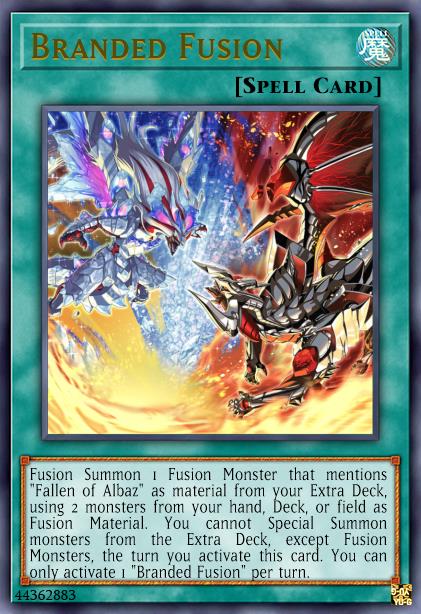 Branded Fusion
SPELL
魔
[Spell Card]
Fusion Summon 1 Fusion Monster that mentions
"Fallen of Albaz" as material from your Extra Deck,
using 2 monsters from your hand, Deck, or field as
Fusion Material. You cannot Special Summon
monsters from the Extra Deck, except Fusion
Monsters, the turn you activate this card. You can
only activate 1 "Branded Fusion" per turn.
44362883